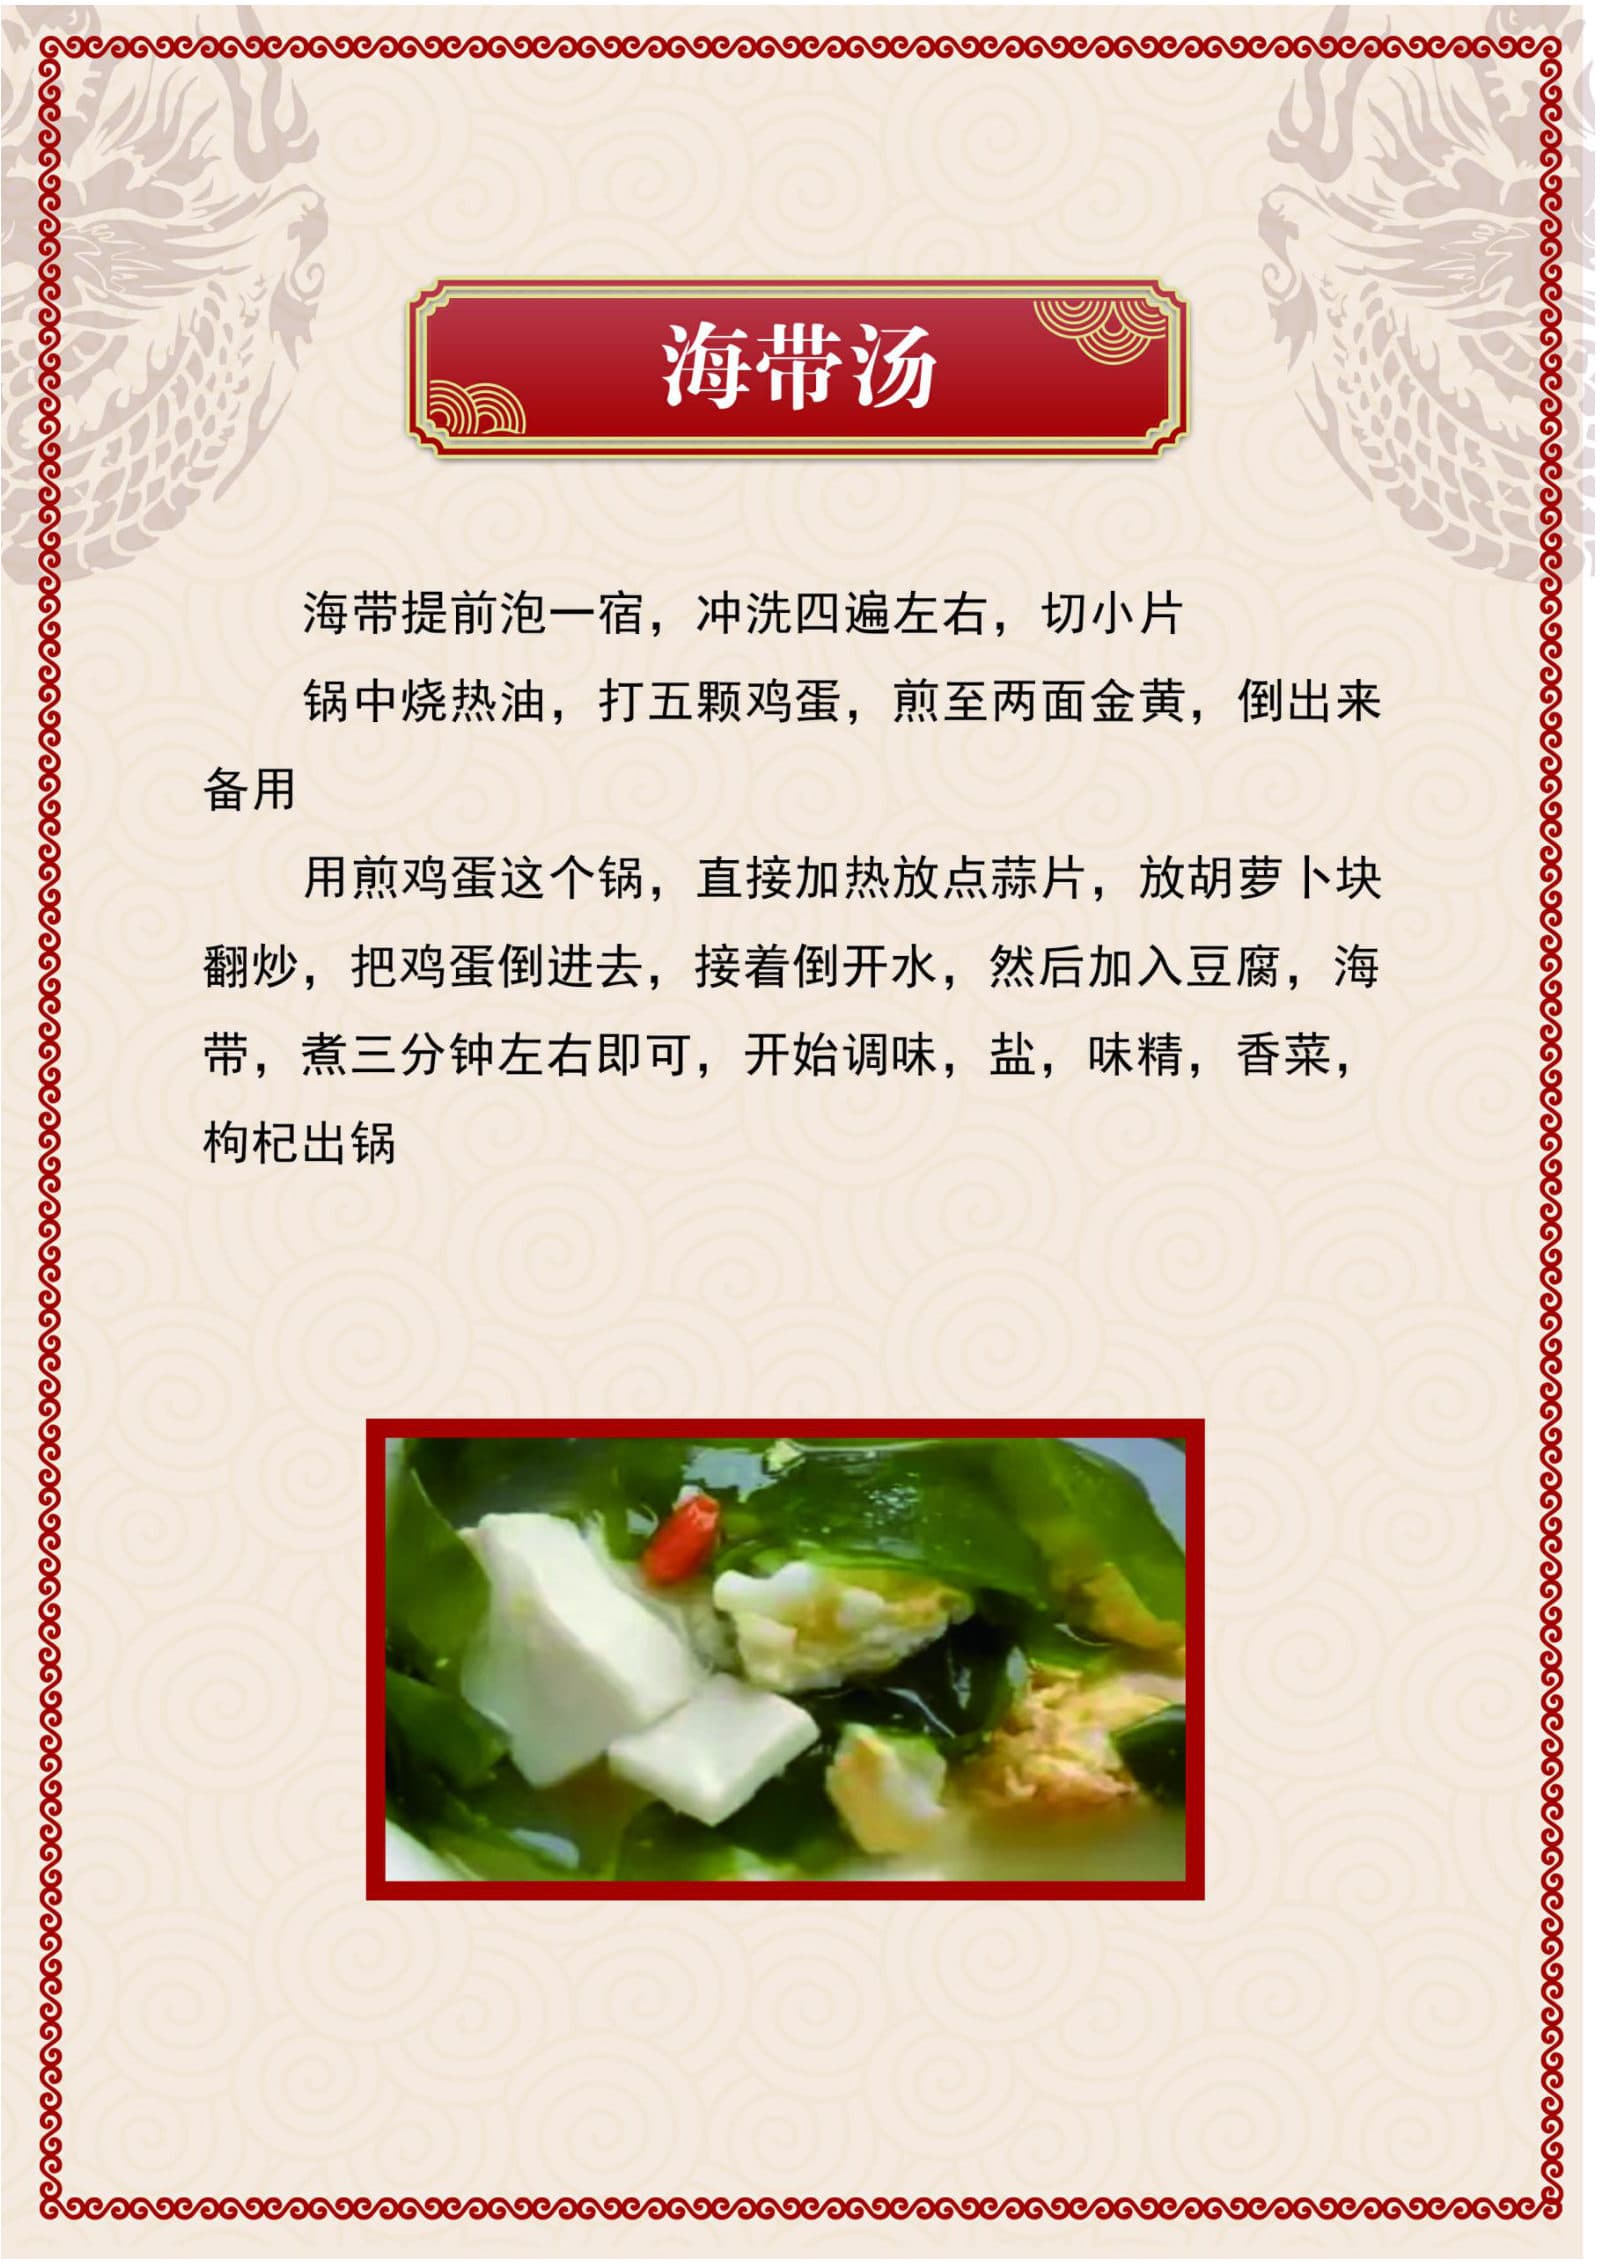 海带汤
海带提前泡一宿，冲洗四遍左右，切小片
锅中烧热油，打五颗鸡蛋，煎至两面金黄，倒出来
备用
用煎鸡蛋这个锅，直接加热放点蒜片，放胡萝卜块
翻炒，把鸡蛋倒进去，接着倒开水，然后加入豆腐，海
带，煮三分钟左右即可，开始调味，盐，味精，香菜，
枸杞出锅